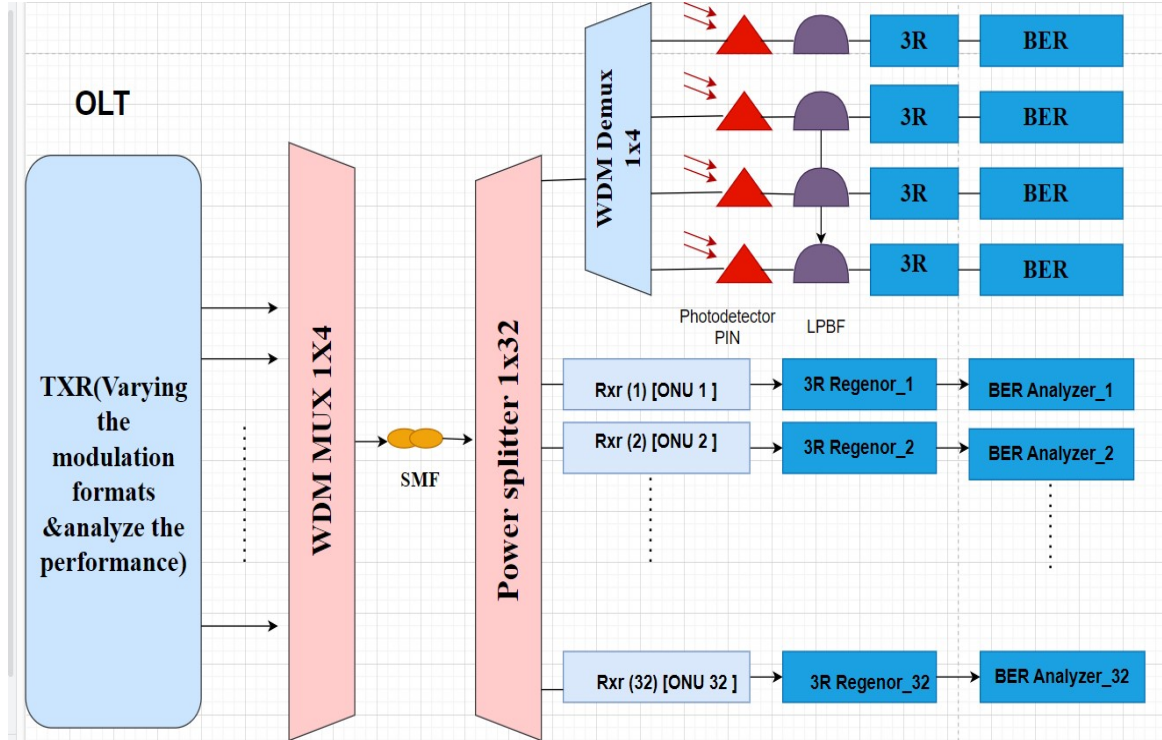 OLT
TXR(Varying
the
modulation
formats
&analyze the
performance)
WDM MUX 1X4
SMF
Power splitter 1x32
WDM Demux
1x4
3R
BER
3R
BER
3R
BER
3R
BER
Photodetector
PIN
LPBF
Rxr (1) [ONU 1 ]
3R Regenor_1
BER Analyzer_1
Rxr (2) [ONU 2 ]
3R Regenor_2
BER Analyzer_2
Rxr (32) [ONU 32 ]
3R Regenor_32
BER Analyzer_32